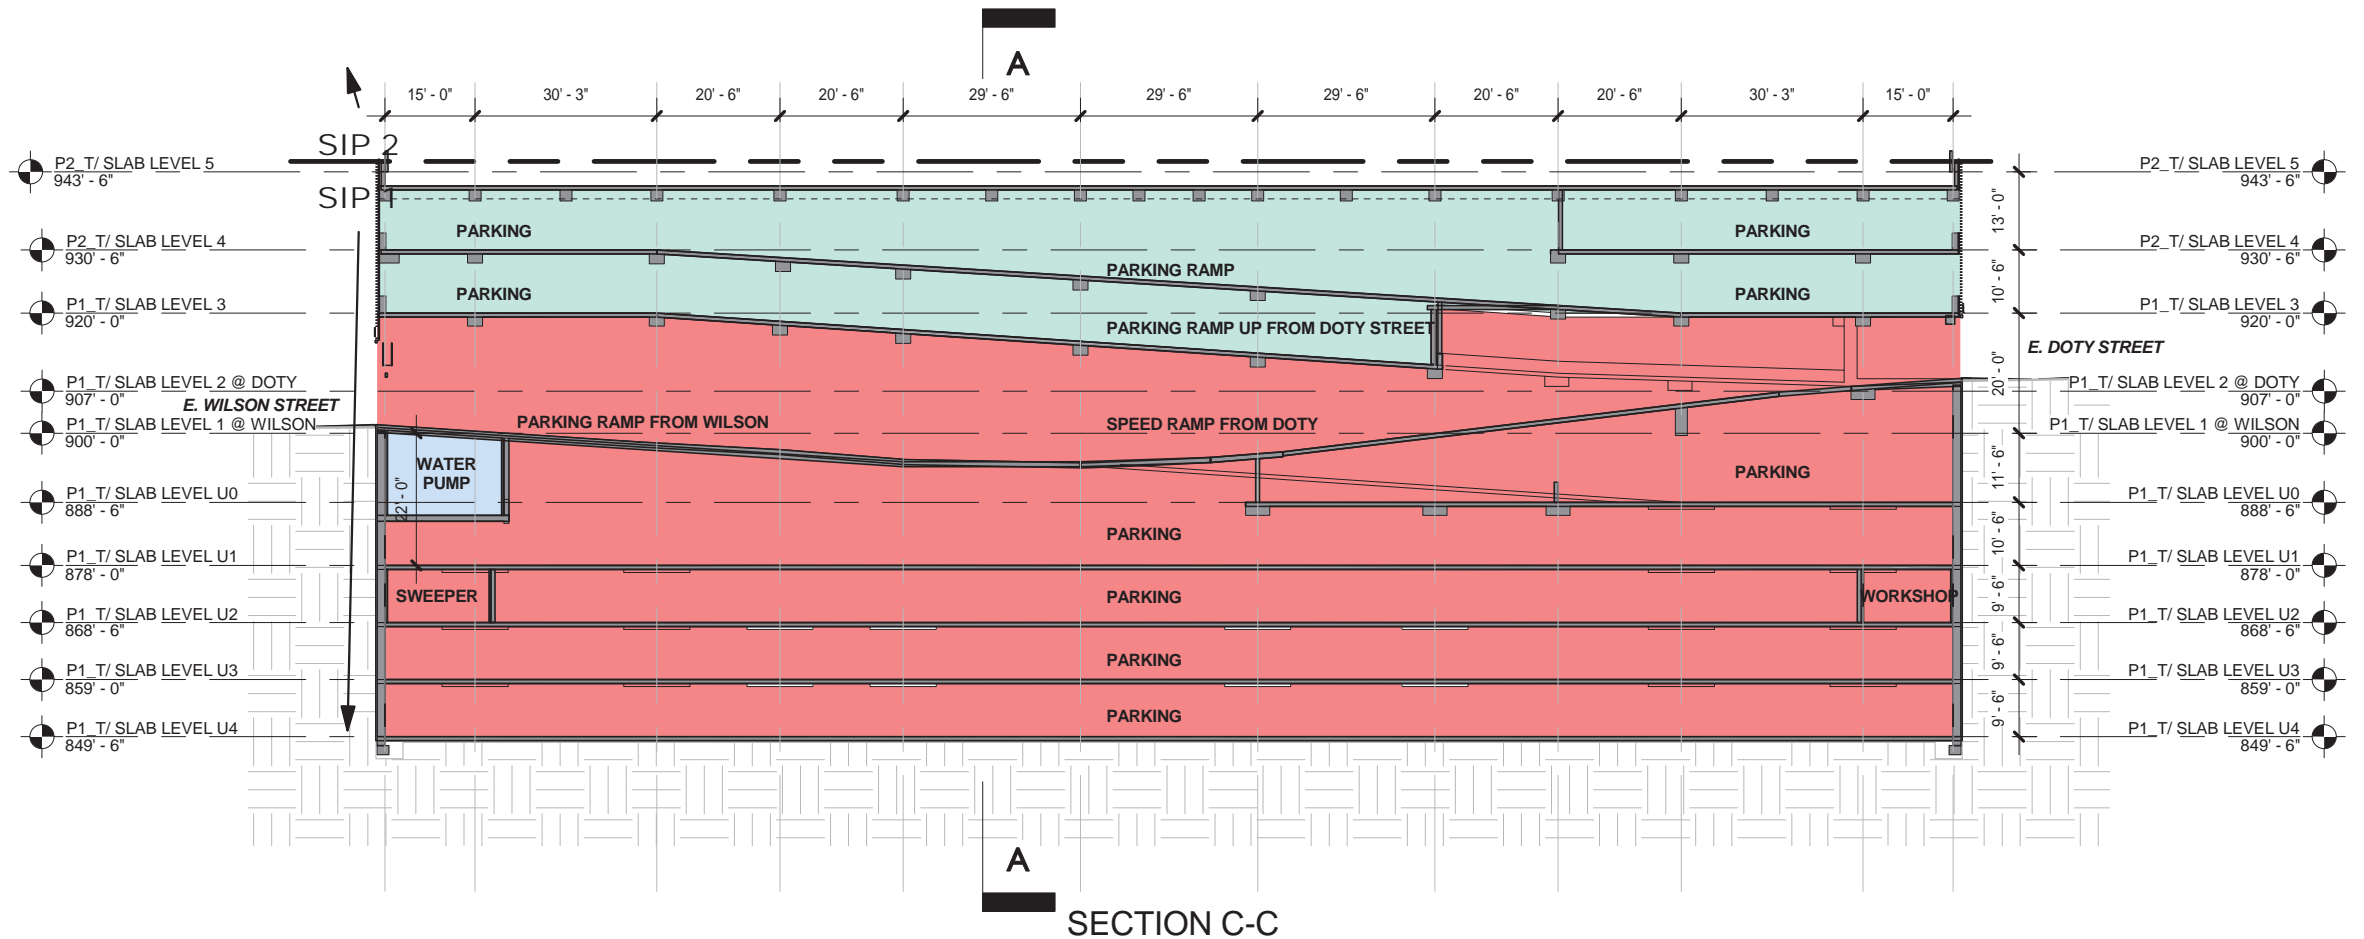 A
15' - 0"
30' - 3"
20' - 6"
20' - 6"
29' - 6"
29' - 6"
29' - 6"
20' - 6"
20' - 6"
30' - 3"
15' - 0"
SIP 2
SIP 1
P2_T/ SLAB LEVEL 5
943' - 6"
P2_T/ SLAB LEVEL 4
930' - 6"
P1_T/ SLAB LEVEL 3
920' - 0"
P1_T/ SLAB LEVEL 2 @ DOTY
907' - 0"
E. WILSON STREET
P1_T/ SLAB LEVEL 1 @ WILSON
900' - 0"
P1_T/ SLAB LEVEL U0
888' - 6"
P1_T/ SLAB LEVEL U1
878' - 0"
P1_T/ SLAB LEVEL U2
868' - 6"
P1_T/ SLAB LEVEL U3
859' - 0"
P1_T/ SLAB LEVEL U4
849' - 6"
PARKING
PARKING
PARKING RAMP
PARKING
PARKING
PARKING RAMP UP FROM DOTY STREET
PARKING RAMP FROM WILSON
SPEED RAMP FROM DOTY
WATER
PUMP
22' - 0"
PARKING
PARKING
SWEEPER
PARKING
WORKSHOP
PARKING
PARKING
13' - 0"
10' - 6"
20' - 0"
11' - 6"
10' - 6"
9' - 6"
9' - 6"
9' - 6"
P2_T/ SLAB LEVEL 5
943' - 6"
P2_T/ SLAB LEVEL 4
930' - 6"
P1_T/ SLAB LEVEL 3
920' - 0"
E. DOTY STREET
P1_T/ SLAB LEVEL 2 @ DOTY
907' - 0"
P1_T/ SLAB LEVEL 1 @ WILSON
900' - 0"
P1_T/ SLAB LEVEL U0
888' - 6"
P1_T/ SLAB LEVEL U1
878' - 0"
P1_T/ SLAB LEVEL U2
868' - 6"
P1_T/ SLAB LEVEL U3
859' - 0"
P1_T/ SLAB LEVEL U4
849' - 6"
A
SECTION C-C